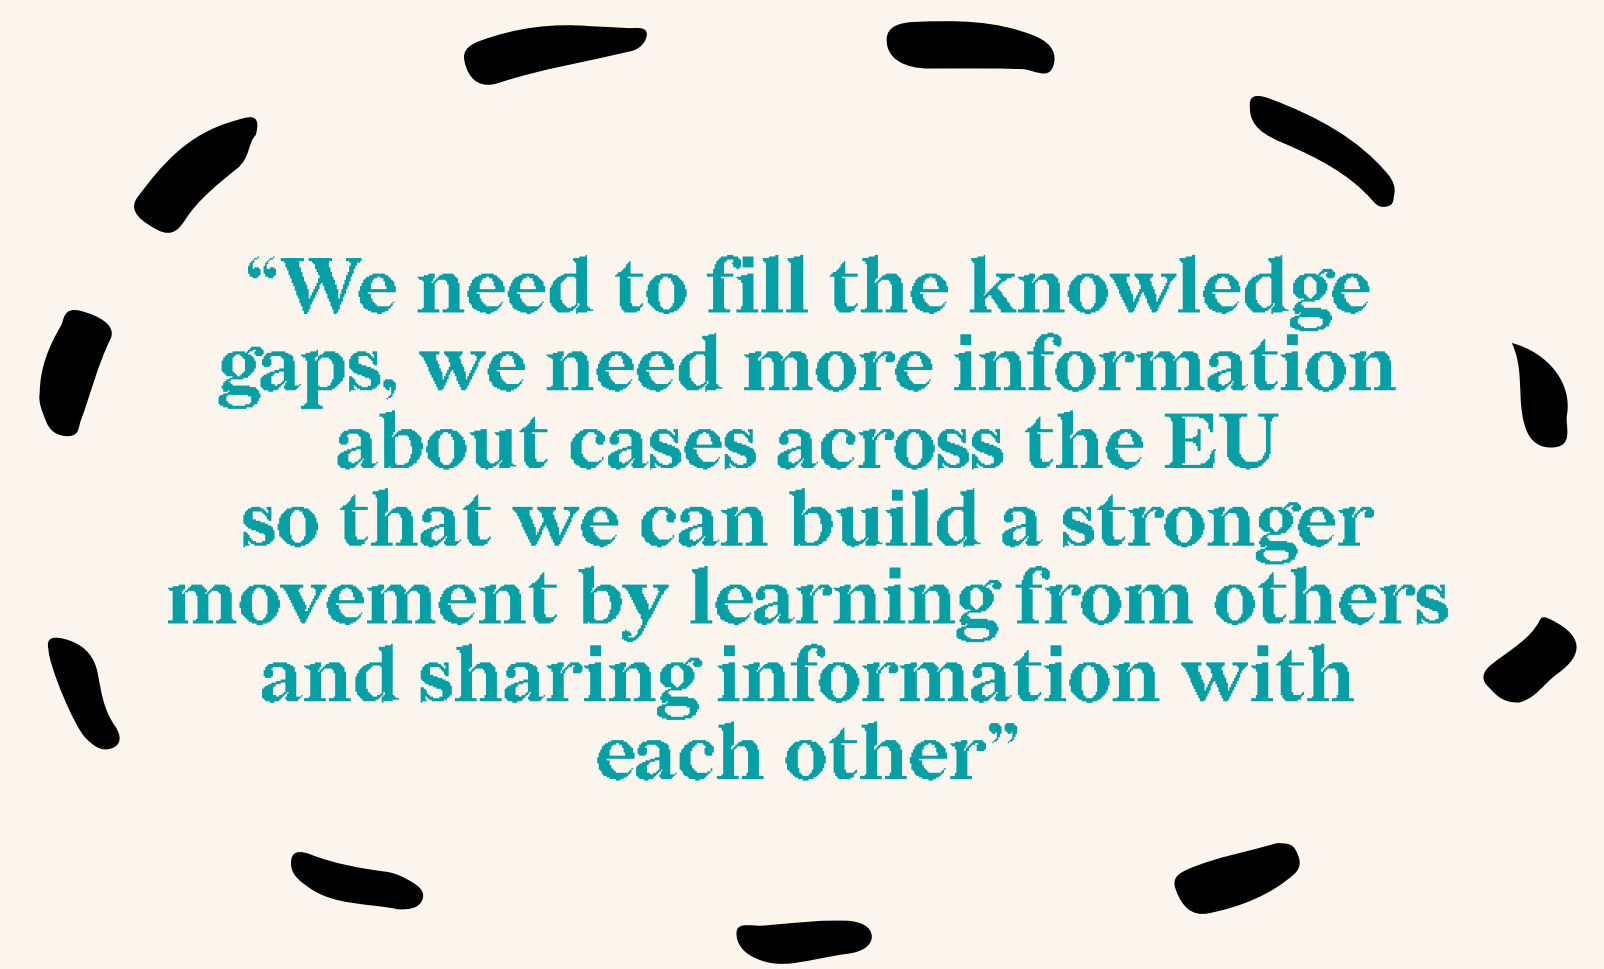 “We need to fill the knowledge
gaps, we need more information
about cases across the EU
so that we can build a stronger
movement by learning from others
and sharing information with
each other”